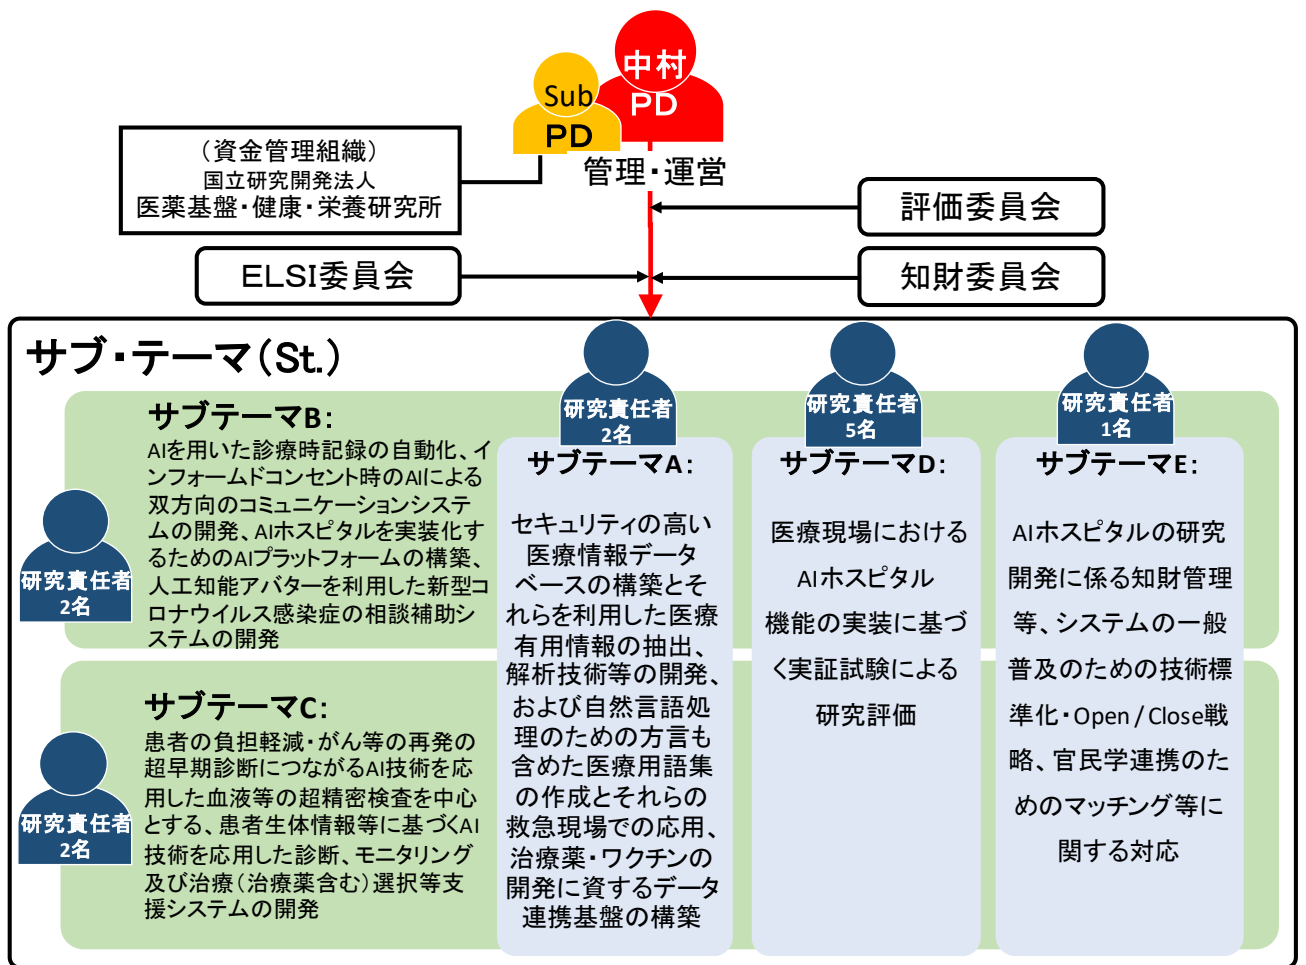 中村
PD
Sub
PD
管理・運営
(資金管理組織)
国立研究開発法人
医薬基盤・健康・栄養研究所
評価委員会
ELSI委員会
知財委員会
サブ・テーマ(St.)
研究責任者
2名
研究責任者
5名
研究責任者
1名
サブテーマB:
AIを用いた診療時記録の自動化、イ
ンフォームドコンセント時のAIによる
双方向のコミュニケーションシステ
ムの開発、AIホスピタルを実装化す
るためのAIプラットフォームの構築、
人工知能アバターを利用した新型コ
ロナウイルス感染症の相談補助シ
ステムの開発
研究責任者
2名
サブテーマC:
患者の負担軽減・がん等の再発の
超早期診断につながるAI技術を応
用した血液等の超精密検査を中心
とする、患者生体情報等に基づくAI
技術を応用した診断、モニタリング
及び治療(治療薬含む)選択等支
援システムの開発
研究責任者
2名
サブテーマA:
セキュリティの高い
医療情報データ
ベースの構築とそ
れらを利用した医療
有用情報の抽出、
解析技術等の開発、
および自然言語処
理のための方言も
含めた医療用語集
の作成とそれらの
救急現場での応用、
治療薬・ワクチンの
開発に資するデータ
連携基盤の構築
サブテーマD:
医療現場における
AIホスピタル
機能の実装に基づ
く実証試験による
研究評価
サブテーマE:
AIホスピタルの研究
開発に係る知財管理
等、システムの一般
普及のための技術標
準化・Open / Close戦
略、官民学連携のた
めのマッチング等に
関する対応